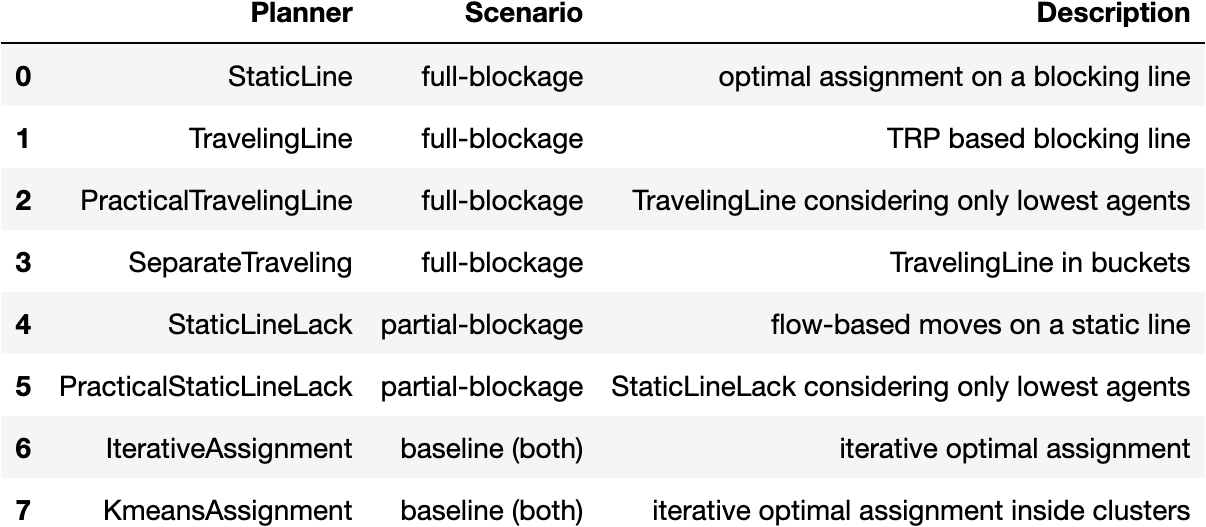 Planner Scenario Description
0 StaticLine full-blockage optimal assignment on a blocking line
1 TravelingLine full-blockage TRP based blocking line
2 PracticalTravelingLine full-blockage TravelingLine considering only lowest agents
3 SeparateTraveling full-blockage TravelingLine in buckets
4 StaticLineLack partial-blockage flow-based moves on a static line
5 PracticalStaticLineLack partial-blockage StaticLineLack considering only lowest agents
6 IterativeAssignment baseline (both) iterative optimal assignment
7 KmeansAssignment baseline (both) iterative optimal assignment inside clusters